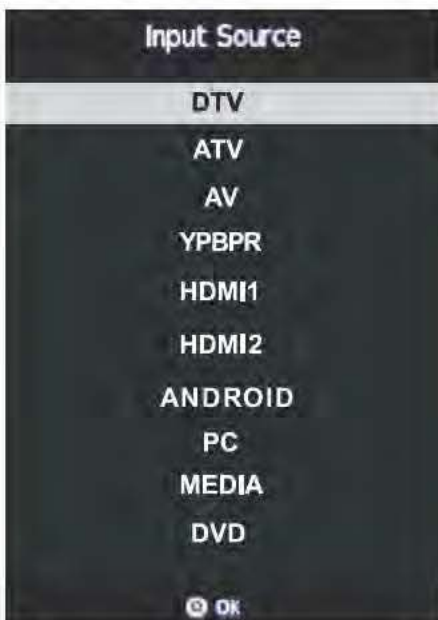 Input Source
DTV
ATV
AV
YPBPR
HDMI1
HDMI2
ANDROID
PC
MEDIA
DVD
OK